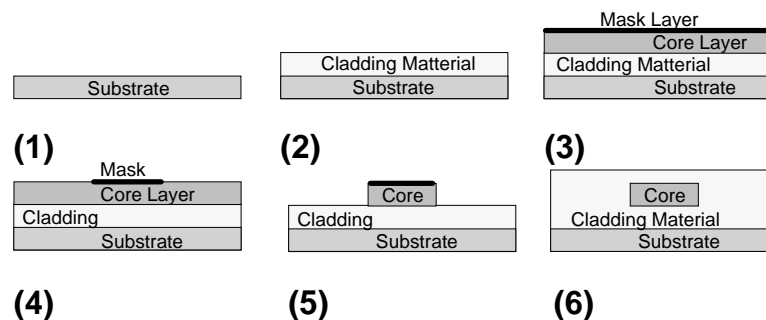 Substrate
(1)
Cladding Matterial
Substrate
(2)
Mask Layer
Core Layer
Cladding Matterial
Substrate
(3)
Mask
Core Layer
Cladding
Substrate
(4)
Core
Cladding
Substrate
(5)
Core
Cladding Material
Substrate
(6)